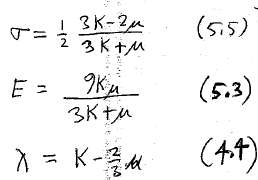 σ = 1/2 (3K-2μ)/(3K+μ) (5.5)
E = 9Kμ/(3K+μ) (5.3)
λ = K - 2/3 μ (4.4)